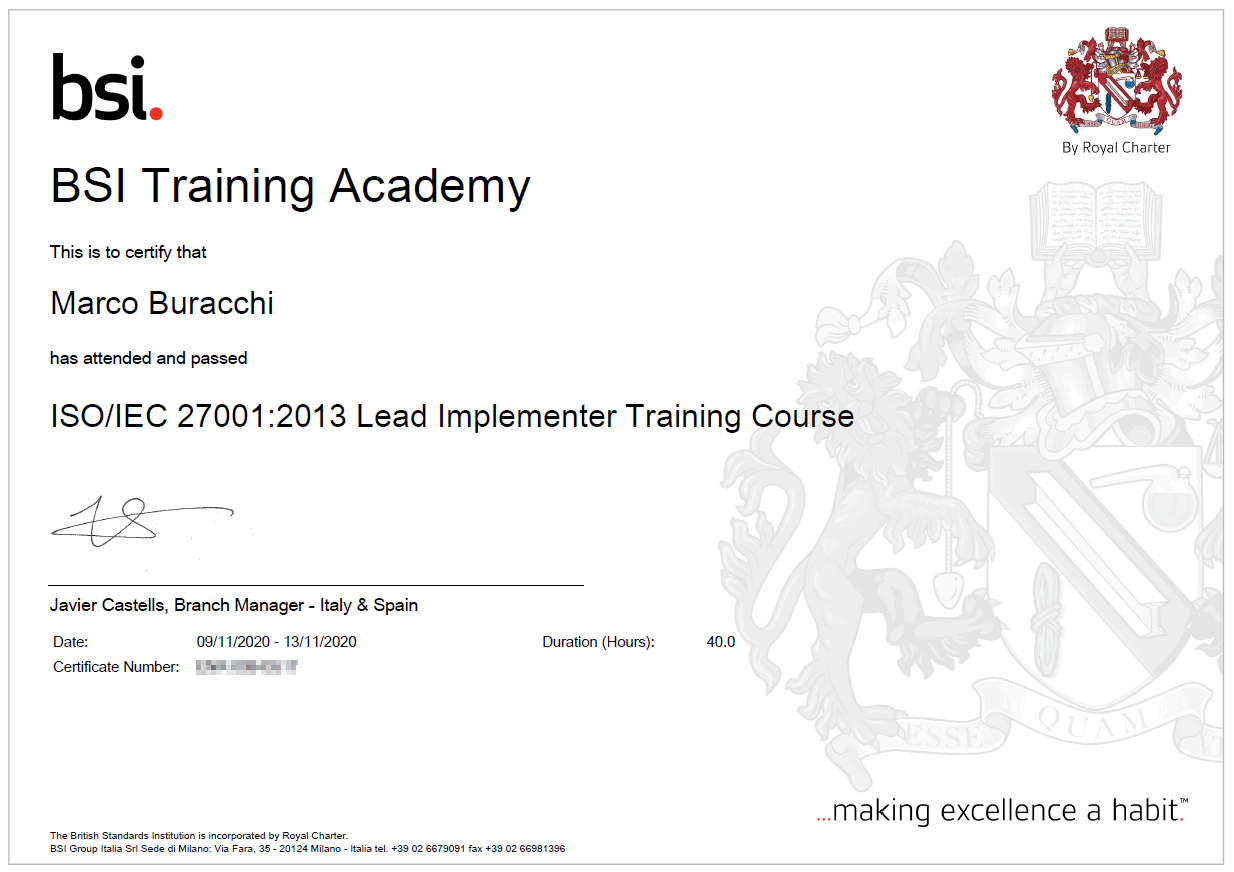 bsi.
By Royal Charter
BSI Training Academy
This is to certify that
Marco Buracchi
has attended and passed
ISO/IEC 27001:2013 Lead Implementer Training Course
Javier Castells, Branch Manager - Italy & Spain
Date: 09/11/2020 - 13/11/2020 Duration (Hours): 40.0
Certificate Number:
ESSE QUAM
...making excellence a habit.™
The British Standards Institution is incorporated by Royal Charter.
BSI Group Italia Srl Sede di Milano: Via Fara, 35 - 20124 Milano - Italia tel. +39 02 6679091 fax +39 02 66981396